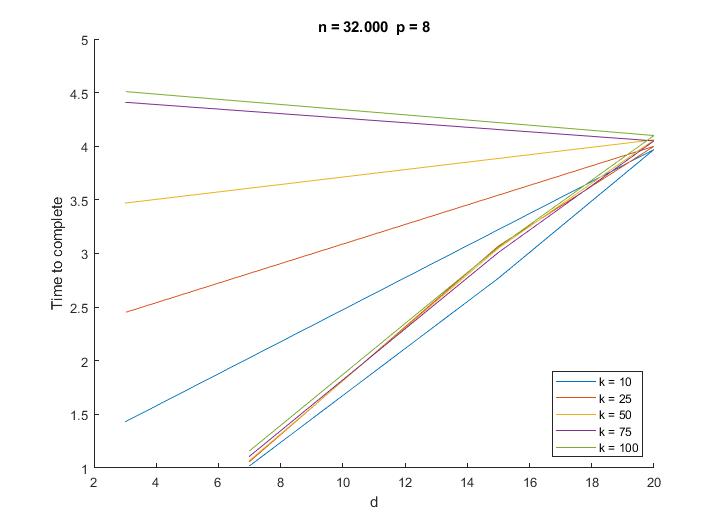 n = 32.000 p = 8
5
4.5
4
3.5
3
2.5
2
1.5
1
Time to complete
2 4 6 8 10 12 14 16 18 20
d
k = 10
k = 25
k = 50
k = 75
k = 100